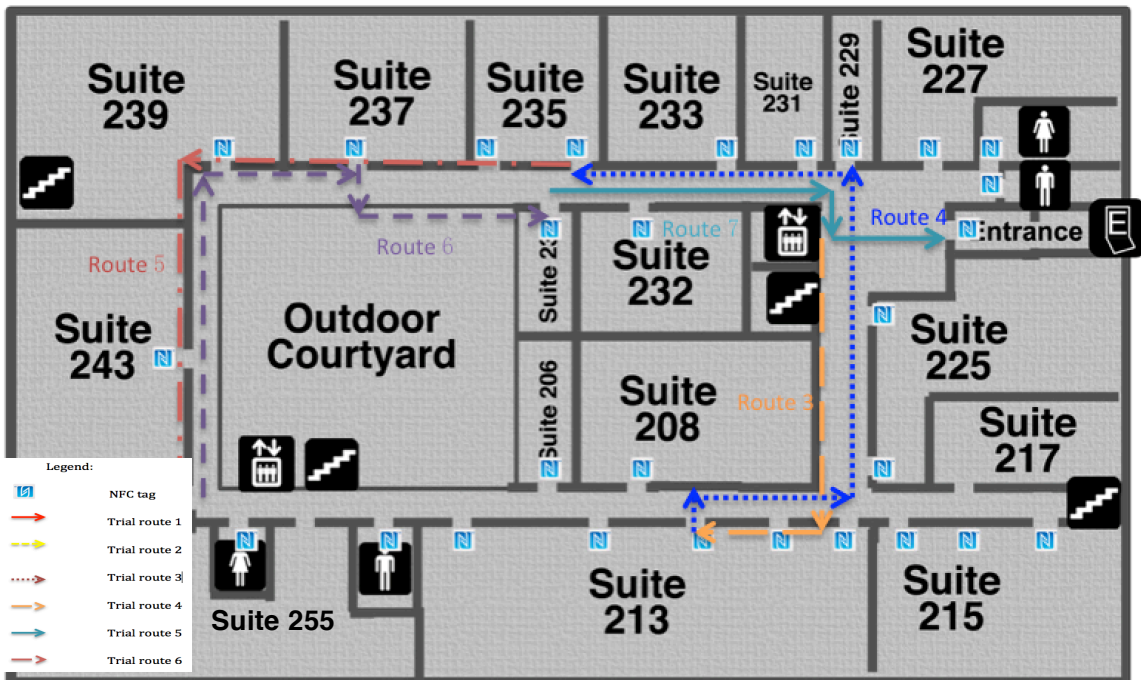 Suite
239
Suite
237
Suite
235
Suite
233
Suite
231
Suite 229
Suite
227
Route 4
Entrance
E
Route 7
Route 6
Suite 23
Suite
232
Route 5
Suite
243
Outdoor
Courtyard
Suite
225
Suite 206
Suite
208
Route 3
Suite
217
Suite
213
Suite
215
Suite 255
Legend:
NFC tag
Trial route 1
Trial route 2
Trial route 3
Trial route 4
Trial route 5
Trial route 6